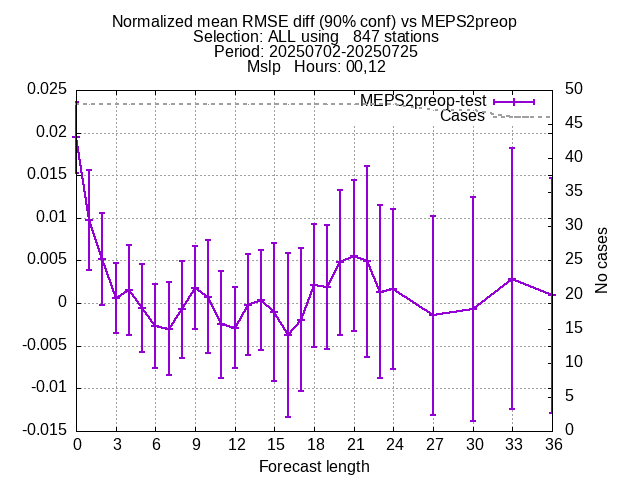 Normalized mean RMSE diff (90% conf) vs MEPS2preop
Selection: ALL using   847 stations
Period: 20250702-20250725
Mslp   Hours: 00,12
0.025
0.02
0.015
0.01
0.005
0
-0.005
-0.01
-0.015
MEPS2preop-test
Cases
50
45
40
35
30
25
20
15
10
5
0
No cases
0 3 6 9 12 15 18 21 24 27 30 33 36
Forecast length